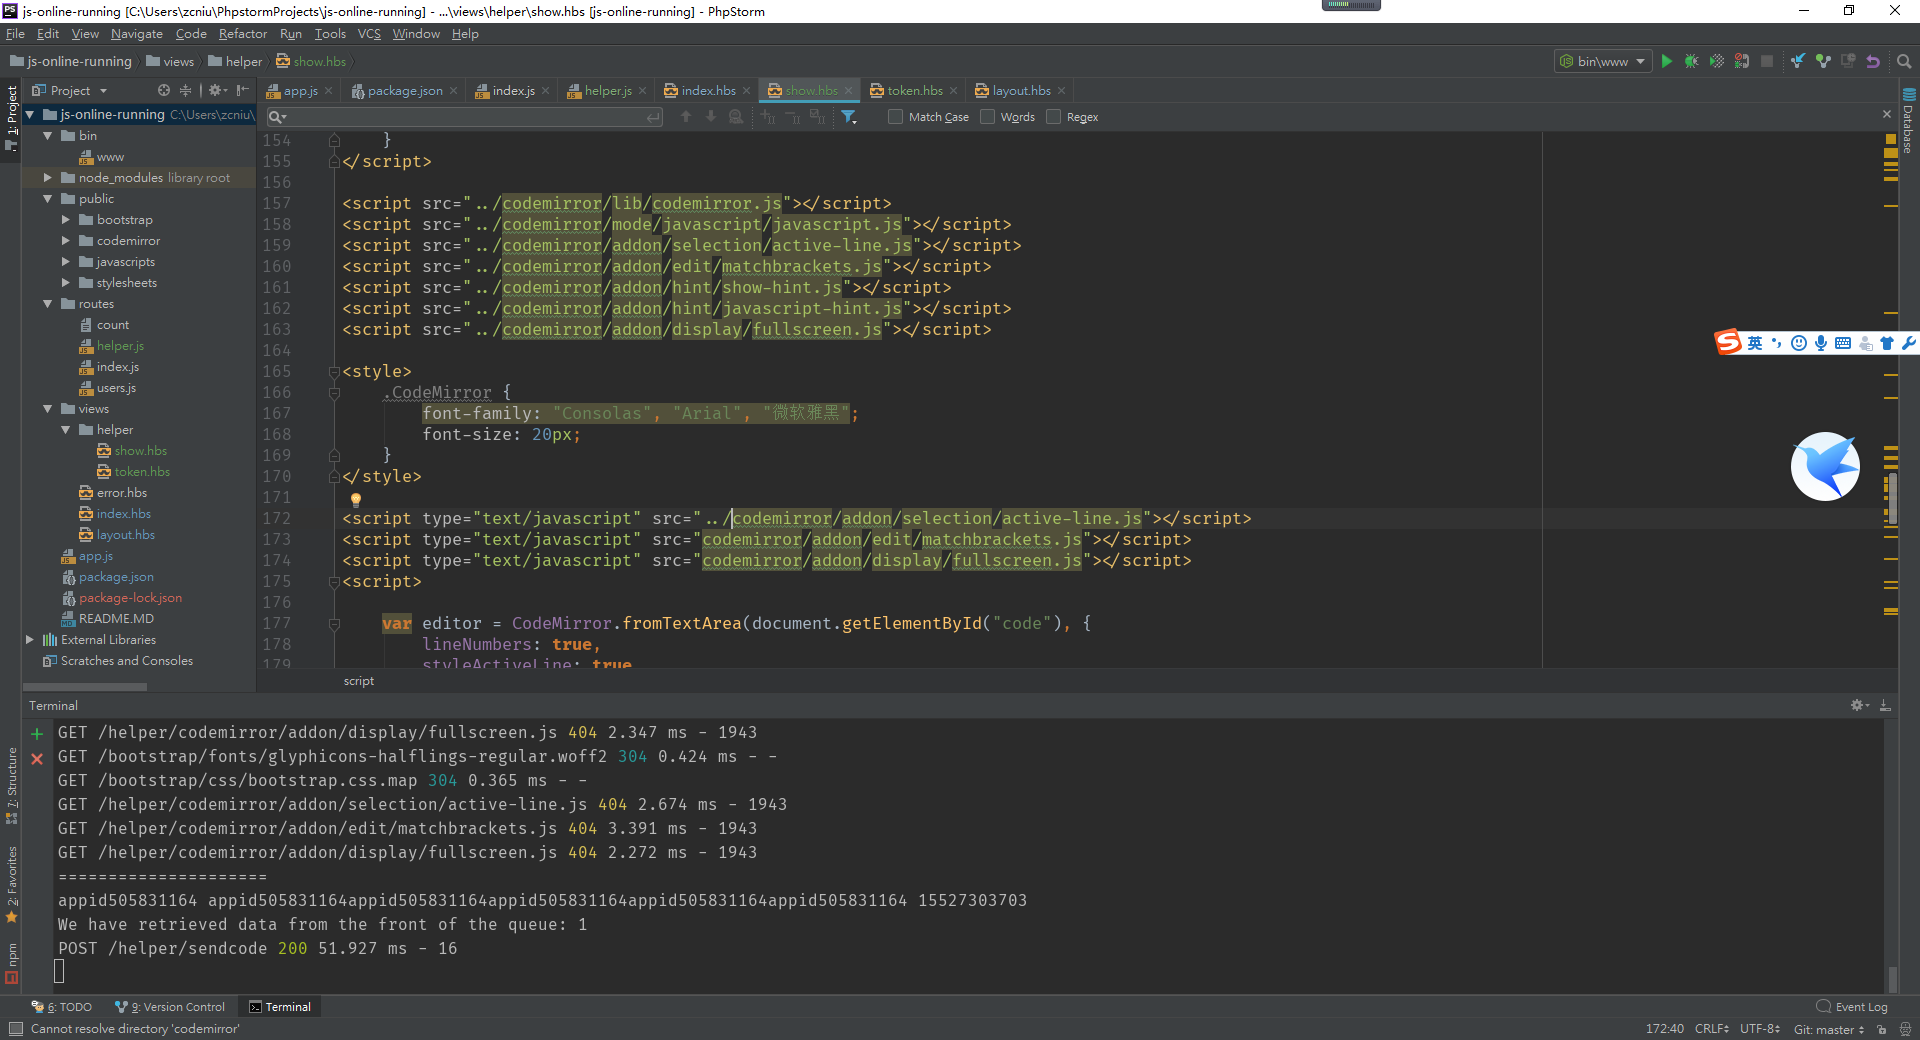 js-online-running [C:\Users\zcniu\PhpstormProjects\js-online-running] - ...\views\helper\show.hbs [js-online-running] - PhpStorm
File Edit View Navigate Code Refactor Run Tools VCS Window Help
js-online-running views helper show.hbs
bin\www
1: Project
Project
app.js package.json index.js helper.js index.hbs show.hbs token.hbs layout.hbs
Match Case Words Regex
Database
js-online-running C:\Users\zcniu\
bin
www
node_modules library root
public
bootstrap
codemirror
javascripts
stylesheets
routes
count
helper.js
index.js
users.js
views
helper
show.hbs
token.hbs
error.hbs
index.hbs
layout.hbs
app.js
package.json
package-lock.json
README.MD
External Libraries
Scratches and Consoles
154 }
155 </script>
156
157 <script src="../codemirror/lib/codemirror.js"></script>
158 <script src="../codemirror/mode/javascript/javascript.js"></script>
159 <script src="../codemirror/addon/selection/active-line.js"></script>
160 <script src="../codemirror/addon/edit/matchbrackets.js"></script>
161 <script src="../codemirror/addon/hint/show-hint.js"></script>
162 <script src="../codemirror/addon/hint/javascript-hint.js"></script>
163 <script src="../codemirror/addon/display/fullscreen.js"></script>
164
165 <style>
166 .CodeMirror {
167 font-family: "Consolas", "Arial", "微软雅黑";
168 font-size: 20px;
169 }
170 </style>
171
172 <script type="text/javascript" src="../codemirror/addon/selection/active-line.js"></script>
173 <script type="text/javascript" src="codemirror/addon/edit/matchbrackets.js"></script>
174 <script type="text/javascript" src="codemirror/addon/display/fullscreen.js"></script>
175 <script>
176
177 var editor = CodeMirror.fromTextArea(document.getElementById("code"), {
178 lineNumbers: true,
179 styleActiveLine: true
script
英
Terminal
GET /helper/codemirror/addon/display/fullscreen.js 404 2.347 ms - 1943
GET /bootstrap/fonts/glyphicons-halflings-regular.woff2 304 0.424 ms - -
GET /bootstrap/css/bootstrap.css.map 304 0.365 ms - -
GET /helper/codemirror/addon/selection/active-line.js 404 2.674 ms - 1943
GET /helper/codemirror/addon/edit/matchbrackets.js 404 3.391 ms - 1943
GET /helper/codemirror/addon/display/fullscreen.js 404 2.272 ms - 1943
=====================
appid505831164 appid505831164appid505831164appid505831164appid505831164 15527303703
We have retrieved data from the front of the queue: 1
POST /helper/sendcode 200 51.927 ms - 16
7: Structure
2: Favorites
npm
6: TODO 9: Version Control Terminal Event Log
Cannot resolve directory 'codemirror' 172:40 CRLF UTF-8 Git: master